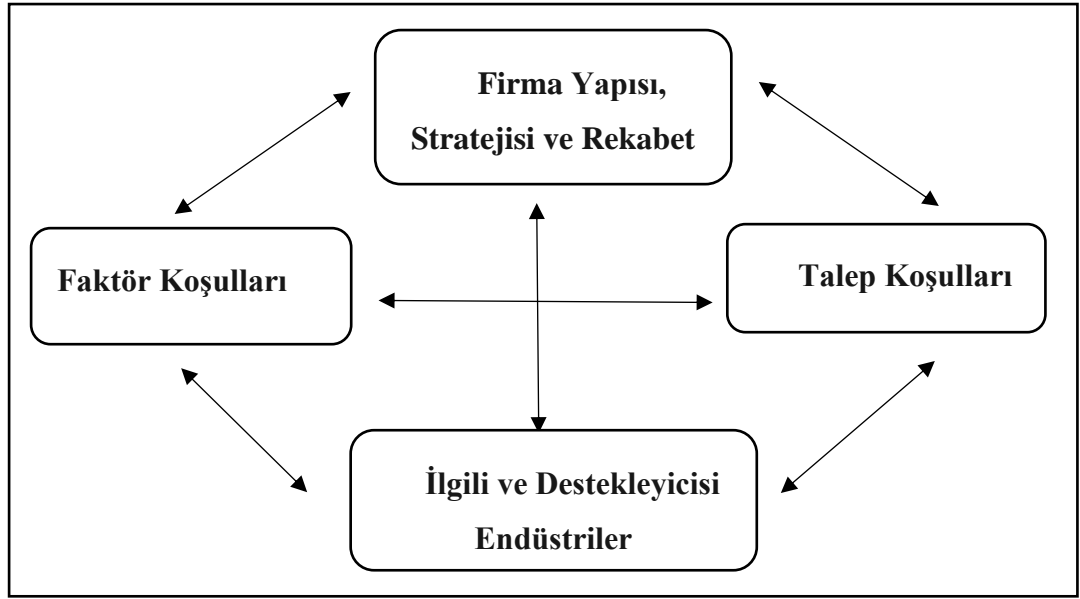 Firma Yapısı,
Stratejisi ve Rekabet
Faktör Koşulları
Talep Koşulları
İlgili ve Destekleyicisi
Endüstriler